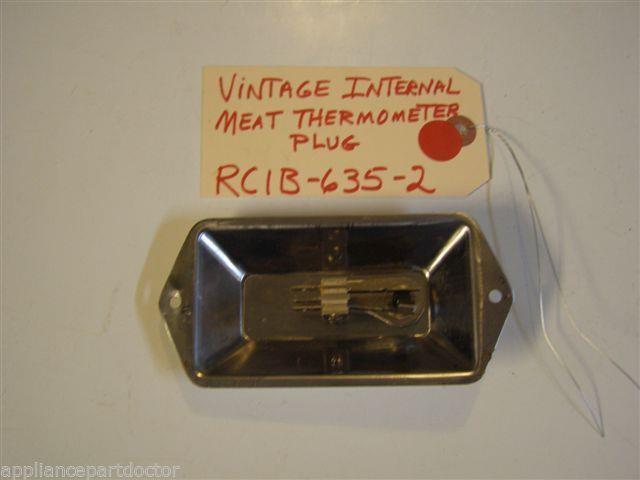 VINTAGE INTERNAL
MEAT THERMOMETER
PLUG
RC1B-635-2
appliancepartdoctor